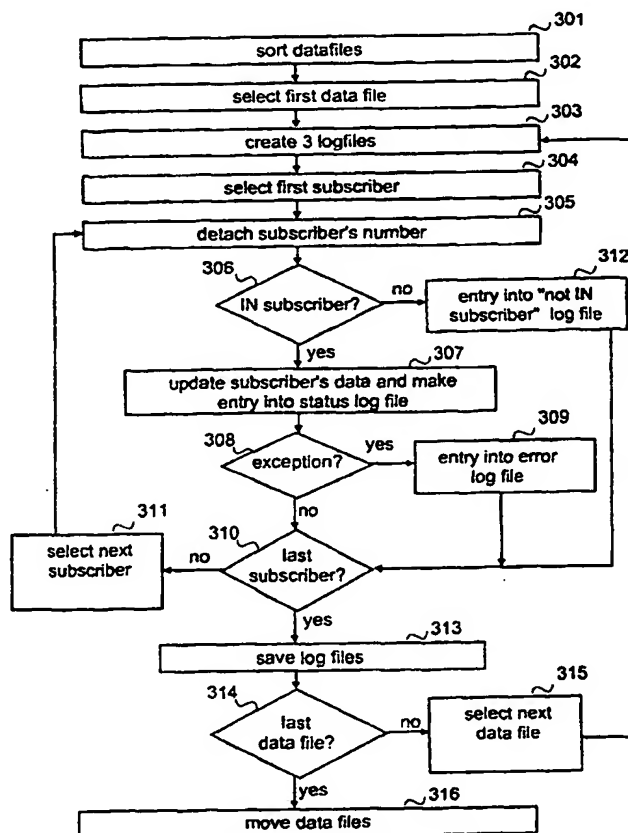 301
sort datafiles
302
select first data file
303
create 3 logfiles
304
select first subscriber
305
detach subscriber's number
306
IN subscriber?
no
312
entry into "not IN
subscriber" log file
yes
307
update subscriber's data and make
entry into status log file
308
exception?
yes
309
entry into error
log file
no
311
select next
subscriber
no
310
last
subscriber?
yes
313
save log files
314
last
data file?
no
315
select next
data file
yes
316
move data files